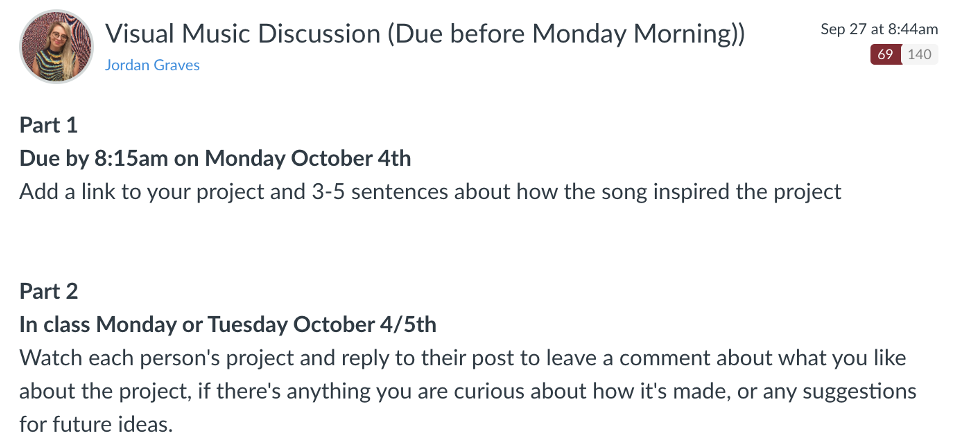 Visual Music Discussion (Due before Monday Morning))
Sep 27 at 8:44am
Jordan Graves
69 140
Part 1
Due by 8:15am on Monday October 4th
Add a link to your project and 3-5 sentences about how the song inspired the project
Part 2
In class Monday or Tuesday October 4/5th
Watch each person's project and reply to their post to leave a comment about what you like
about the project, if there's anything you are curious about how it's made, or any suggestions
for future ideas.